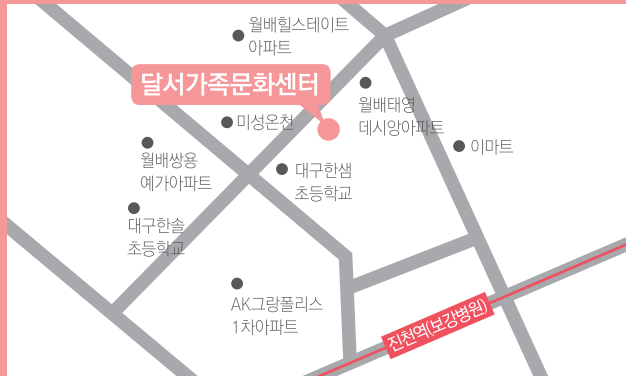 월배힐스테이트
아파트
달서가족문화센터
월배태영
데시앙아파트
미성온천
이마트
월배쌍용
예가아파트
대구한샘
초등학교
대구한솔
초등학교
AK그랑폴리스
1차아파트
진천역(보강병원)